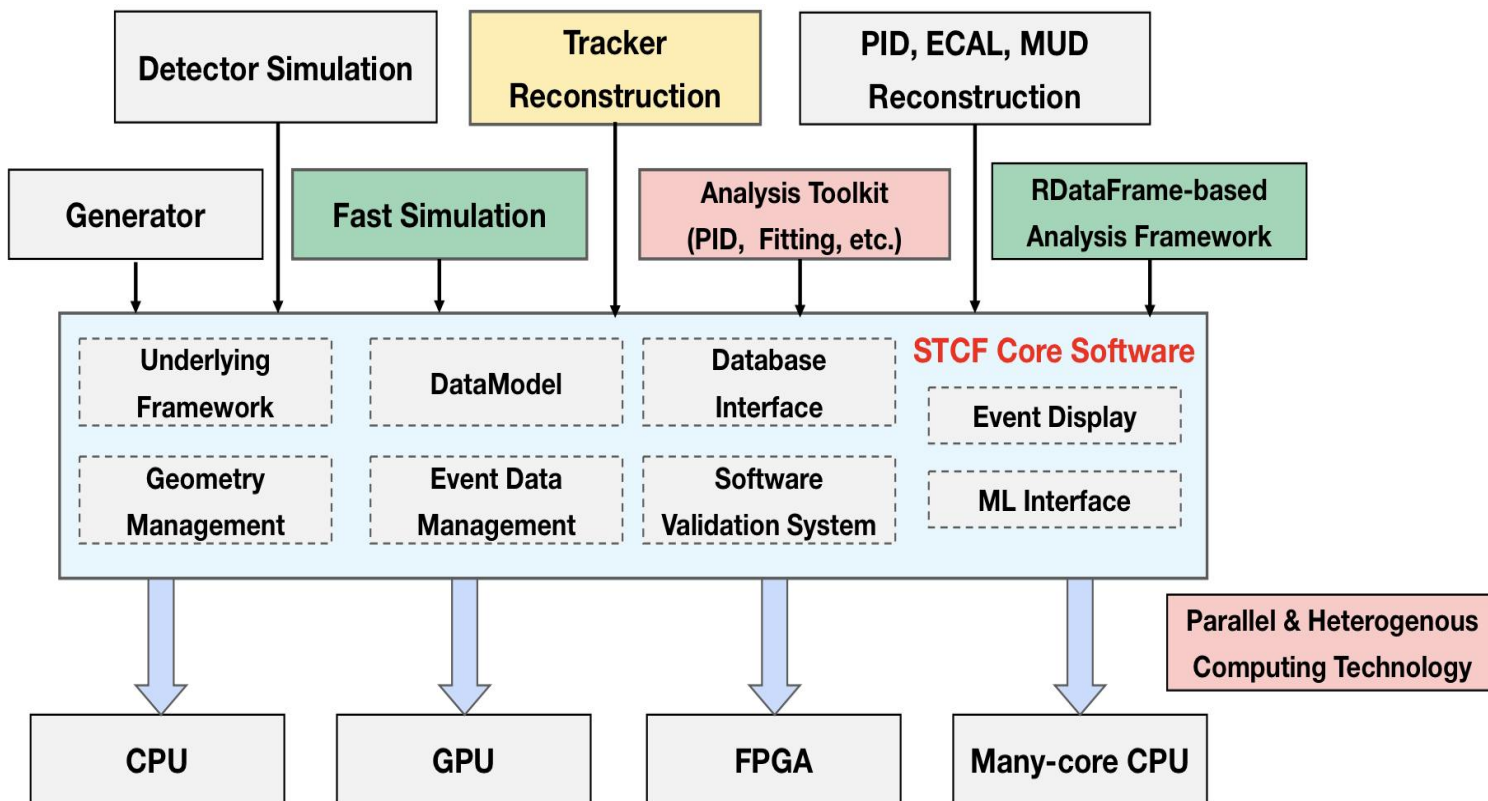 Detector Simulation
Tracker
Reconstruction
PID, ECAL, MUD
Reconstruction
Generator
Fast Simulation
Analysis Toolkit
(PID, Fitting, etc.)
RDataFrame-based
Analysis Framework
STCF Core Software
Underlying
Framework
DataModel
Database
Interface
Event Display
Geometry
Management
Event Data
Management
Software
Validation System
ML Interface
Parallel & Heterogenous
Computing Technology
CPU
GPU
FPGA
Many-core CPU